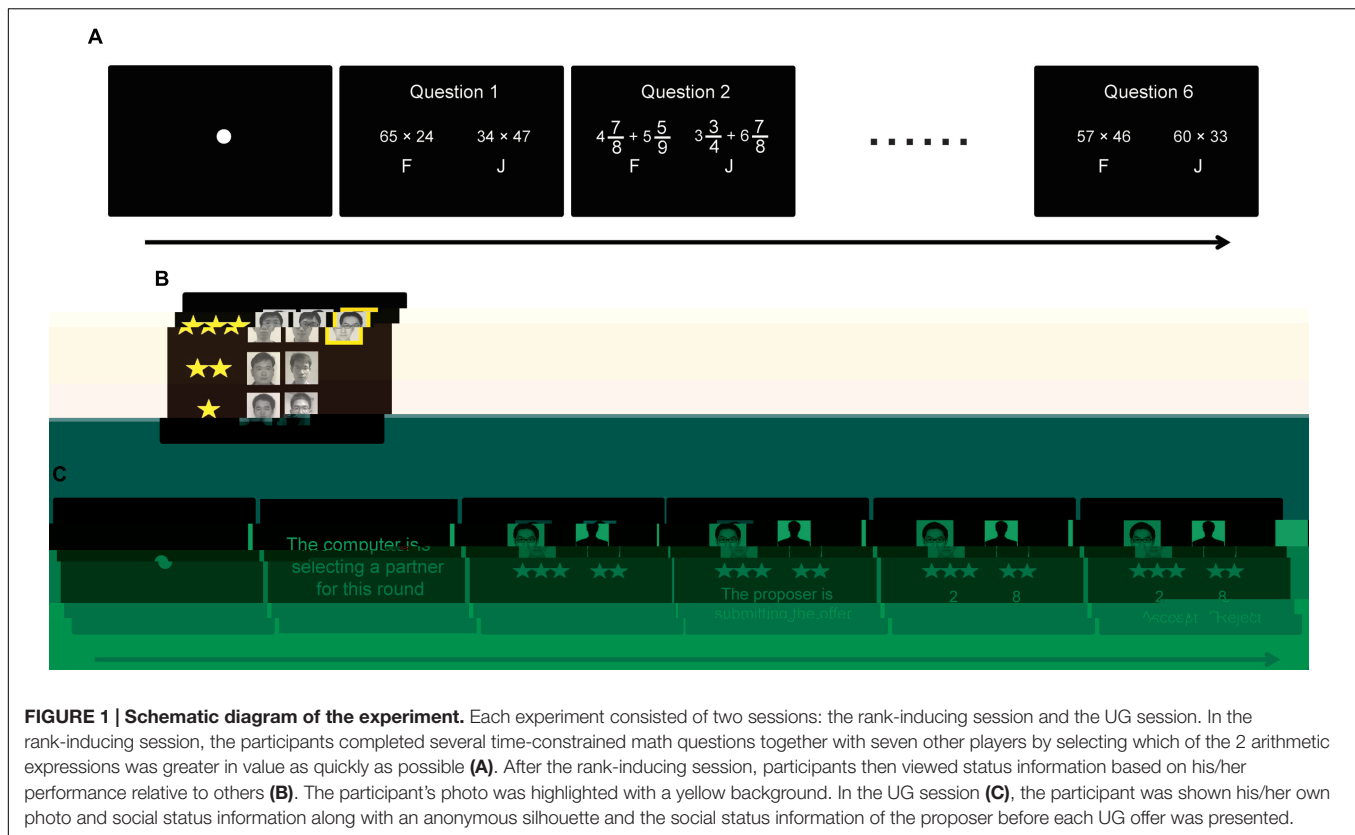 A
Question 1
65 × 24 34 × 47
F J
Question 2
4 7/8 + 5 5/9 3 3/4 + 6 7/8
F J
......
Question 6
57 × 46 60 × 33
F J
B
C
The computer is
selecting a partner
for this round
The proposer is
submitting the offer
2 8
2 8
Accept Reject
FIGURE 1 | Schematic diagram of the experiment. Each experiment consisted of two sessions: the rank-inducing session and the UG session. In the
rank-inducing session, the participants completed several time-constrained math questions together with seven other players by selecting which of the 2 arithmetic
expressions was greater in value as quickly as possible (A). After the rank-inducing session, participants then viewed status information based on his/her
performance relative to others (B). The participant's photo was highlighted with a yellow background. In the UG session (C), the participant was shown his/her own
photo and social status information along with an anonymous silhouette and the social status information of the proposer before each UG offer was presented.